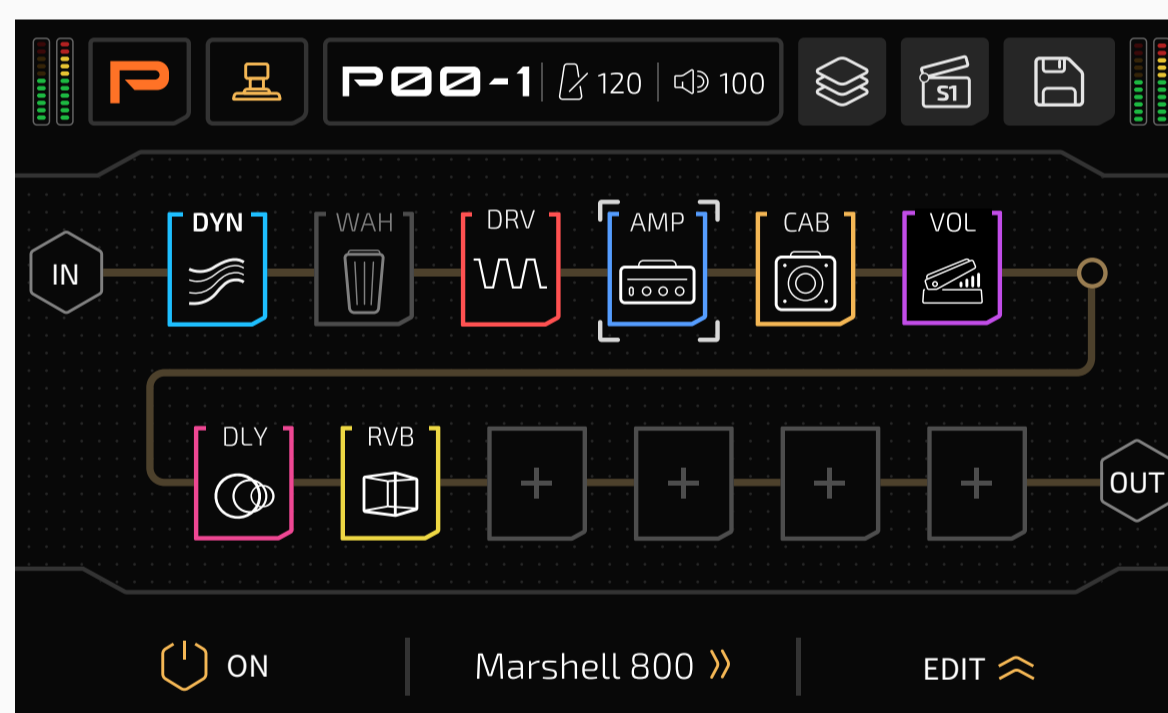 P00-1 120 100 S1
IN DYN WAH DRV AMP CAB VOL
DLY RVB + + + + OUT
ON Marshell 800 EDIT